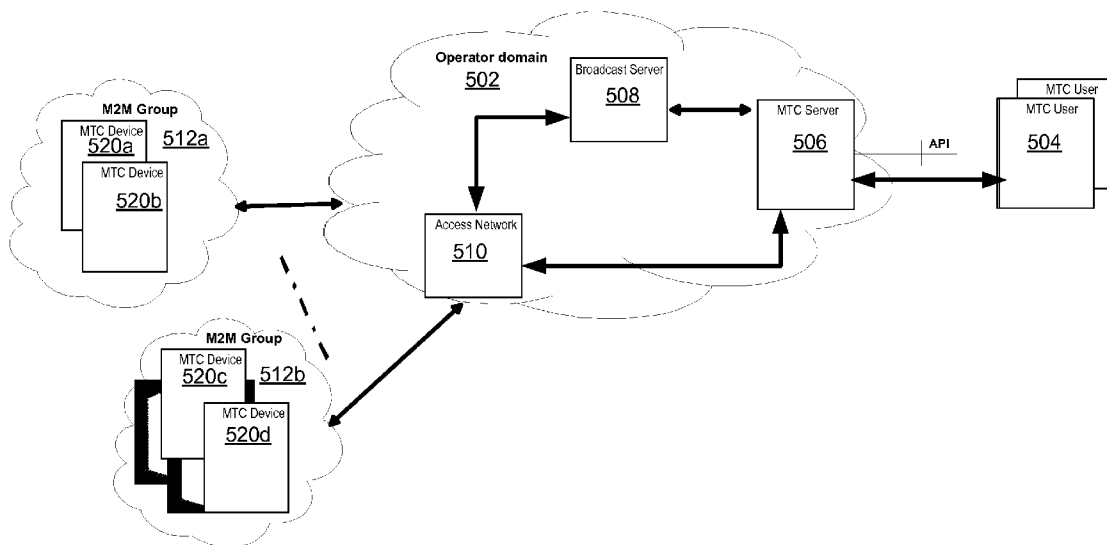 Operator domain
502
Broadcast Server
508
MTC Server
506
API
MTC User
MTC User
504
M2M Group
MTC Device
520a
512a
MTC Device
520b
Access Network
510
M2M Group
MTC Device
520c
512b
MTC Device
520d